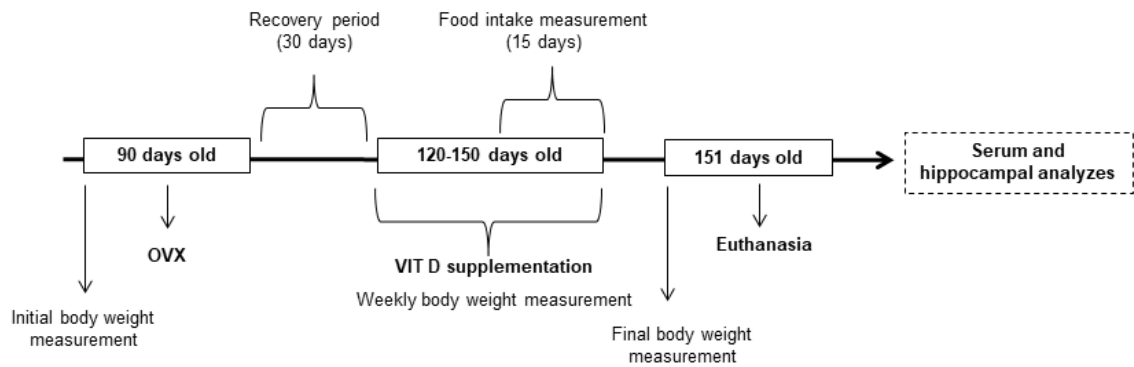 Recovery period
(30 days)
Food intake measurement
(15 days)
90 days old
120-150 days old
151 days old
Serum and
hippocampal analyzes
OVX
VIT D supplementation
Weekly body weight measurement
Euthanasia
Initial body weight
measurement
Final body weight
measurement